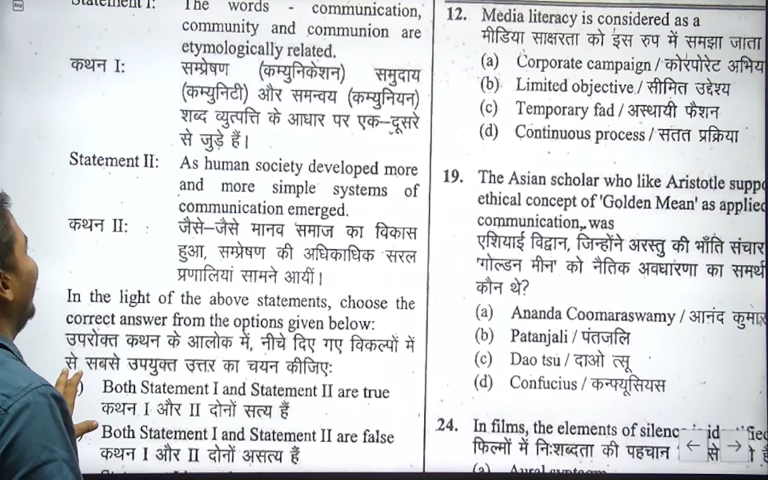 Statement I: The words - communication,
community and communion are
etymologically related.
कथन I: सम्प्रेषण (कम्युनिकेशन) समुदाय
(कम्युनिटी) और समन्वय (कम्युनियन)
शब्द व्युत्पत्ति के आधार पर एक–दूसरे
से जुड़े हैं।
Statement II: As human society developed more
and more simple systems of
communication emerged.
कथन II: जैसे–जैसे मानव समाज का विकास
हुआ, सम्प्रेषण की अधिकाधिक सरल
प्रणालियां सामने आयीं।
In the light of the above statements, choose the
correct answer from the options given below:
उपरोक्त कथन के आलोक में, नीचे दिए गए विकल्पों में
से सबसे उपयुक्त उत्तर का चयन कीजिए:
) Both Statement I and Statement II are true
कथन I और II दोनों सत्य हैं
Both Statement I and Statement II are false
कथन I और II दोनों असत्य हैं
12. Media literacy is considered as a
मीडिया साक्षरता को इस रुप में समझा जाता
(a) Corporate campaign / कोरपोरेट अभिय
(b) Limited objective / सीमित उद्देश्य
(c) Temporary fad / अस्थायी फैशन
(d) Continuous process / सतत प्रक्रिया
19. The Asian scholar who like Aristotle suppo
ethical concept of 'Golden Mean' as applied
communication, was
एशियाई विद्वान, जिन्होंने अरस्तु की भाँति संचार
'गोल्डन मीन' को नैतिक अवधारणा का समर्थ
कौन थे?
(a) Ananda Coomaraswamy / आनंद कुमार
(b) Patanjali / पंतजलि
(c) Dao tsu / दाओ त्सू
(d) Confucius / कन्फ्यूसियस
24. In films, the elements of silence
फिल्मों में निःशब्दता की पहचान से
(a) Aural